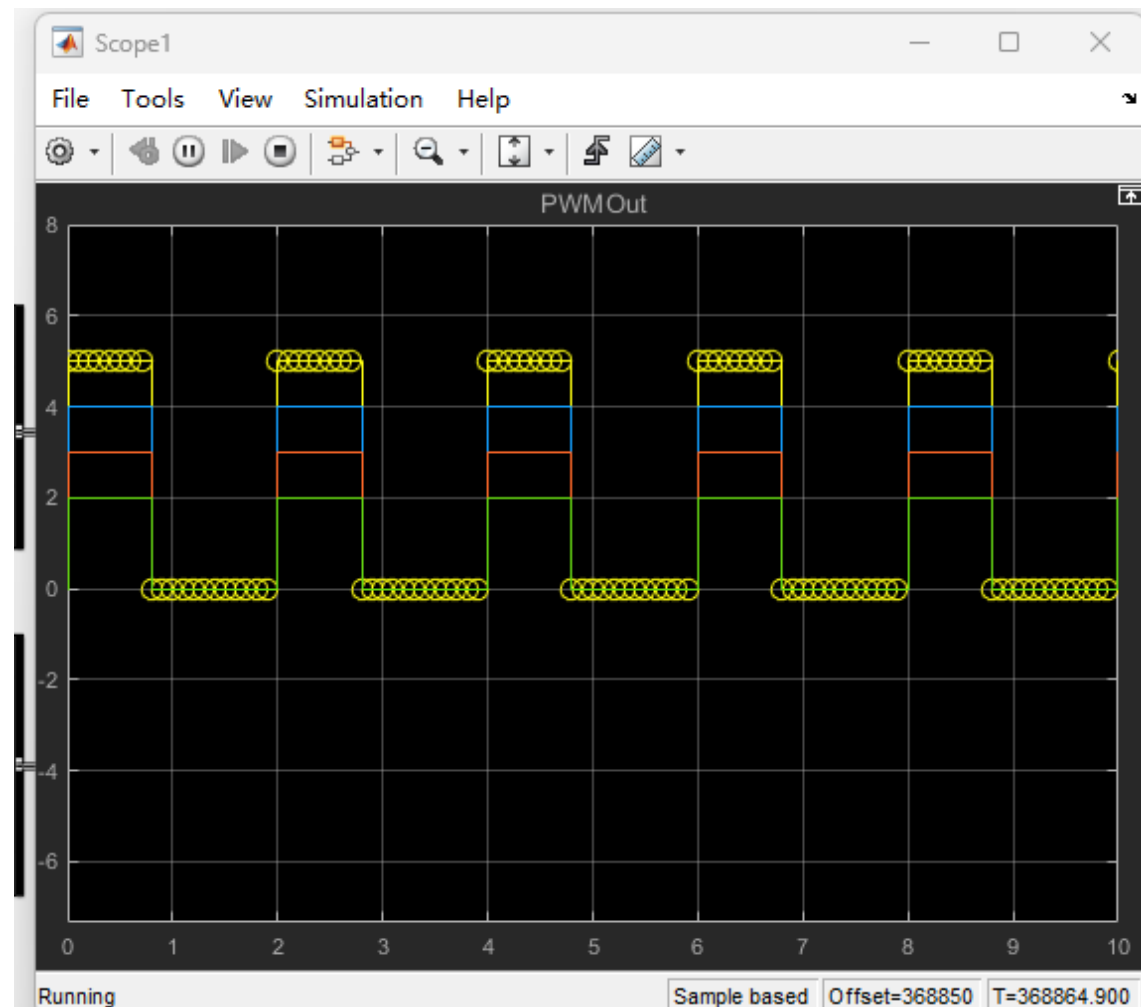 Scope1
File Tools View Simulation Help
PWMOut
8
6
4
2
0
-2
-4
-6
0 1 2 3 4 5 6 7 8 9 10
Running Sample based Offset=368850 T=368864.900